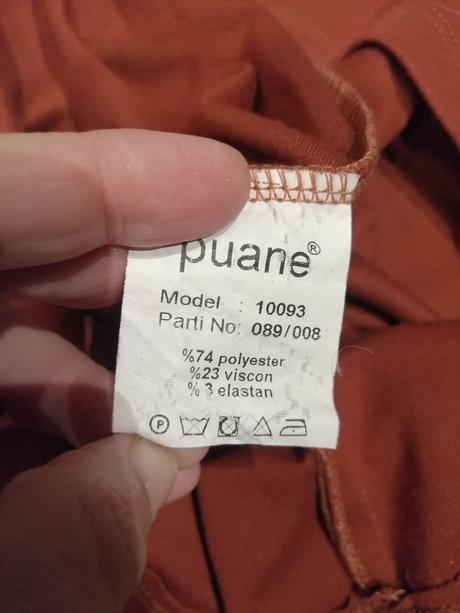 puane®
Model : 10093
Parti No: 089/008
%74 polyester
%23 viscon
% 3 elastan
P